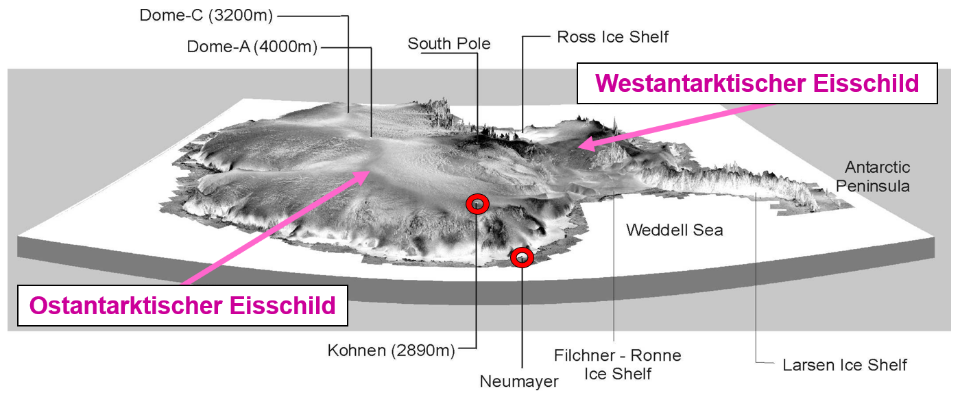 Dome-C (3200m)
Dome-A (4000m)
South Pole
Ross Ice Shelf
Westantarktischer Eisschild
Antarctic
Peninsula
Weddell Sea
Ostantarktischer Eisschild
Kohnen (2890m)
Neumayer
Filchner - Ronne
Ice Shelf
Larsen Ice Shelf